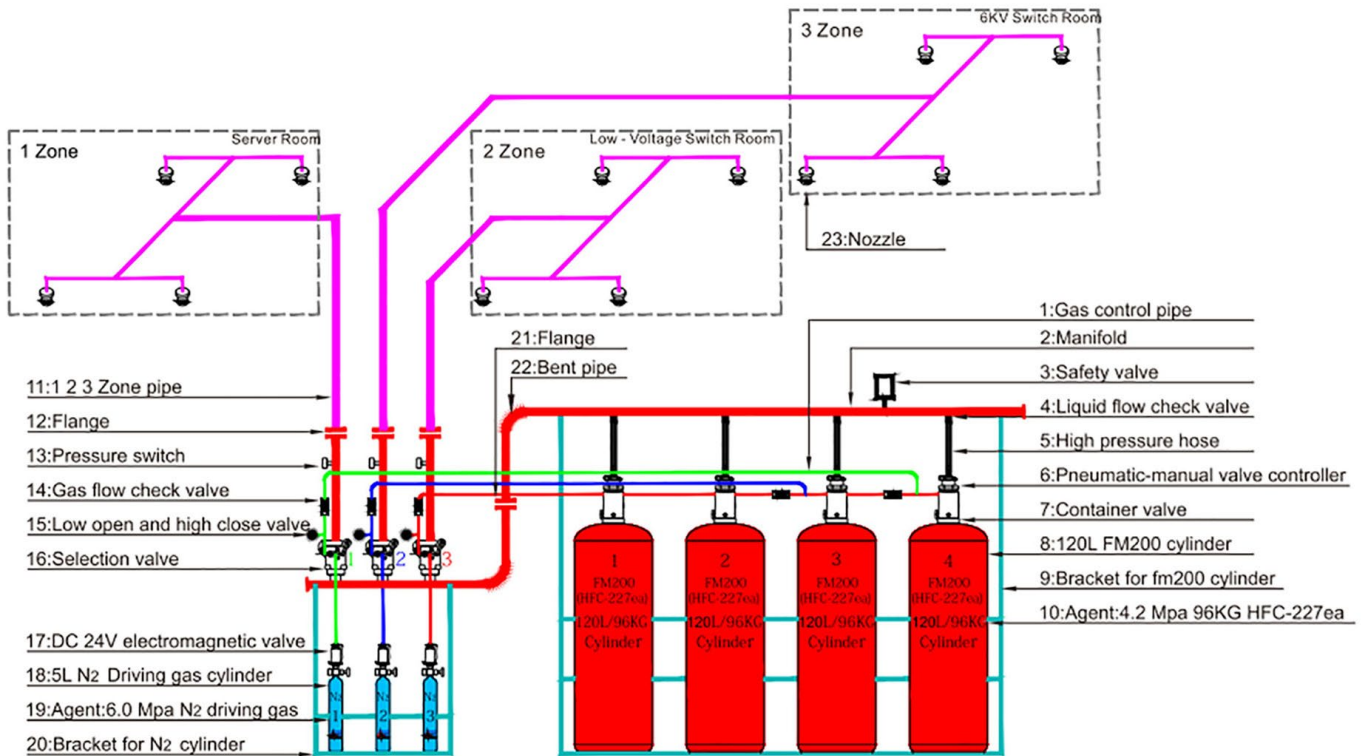 6KV Switch Room
3 Zone
Server Room
1 Zone
Low - Voltage Switch Room
2 Zone
23:Nozzle
1:Gas control pipe
2:Manifold
3:Safety valve
4:Liquid flow check valve
5:High pressure hose
6:Pneumatic-manual valve controller
7:Container valve
8:120L FM200 cylinder
9:Bracket for fm200 cylinder
10:Agent:4.2 Mpa 96KG HFC-227ea
21:Flange
22:Bent pipe
11:1 2 3 Zone pipe
12:Flange
13:Pressure switch
14:Gas flow check valve
15:Low open and high close valve
16:Selection valve
17:DC 24V electromagnetic valve
18:5L N2 Driving gas cylinder
19:Agent:6.0 Mpa N2 driving gas
20:Bracket for N2 cylinder
1
2
3
N2
1
N2
2
N2
3
1
FM200
(HFC-227ea)
120L/96KG
Cylinder
2
FM200
(HFC-227ea)
120L/96KG
Cylinder
3
FM200
(HFC-227ea)
120L/96KG
Cylinder
4
FM200
(HFC-227ea)
120L/96KG
Cylinder